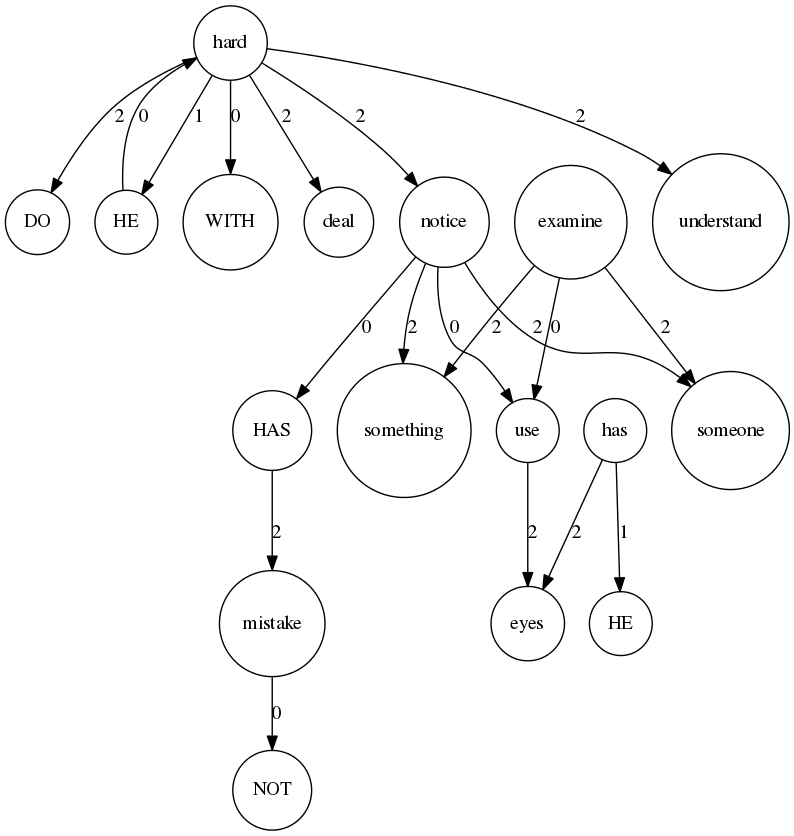 hard
2 0 1 0 2 2 2
DO HE WITH deal notice examine understand
0 2 0 2 2 0 2
HAS something use has someone
2 2 2 1
mistake eyes HE
0
NOT